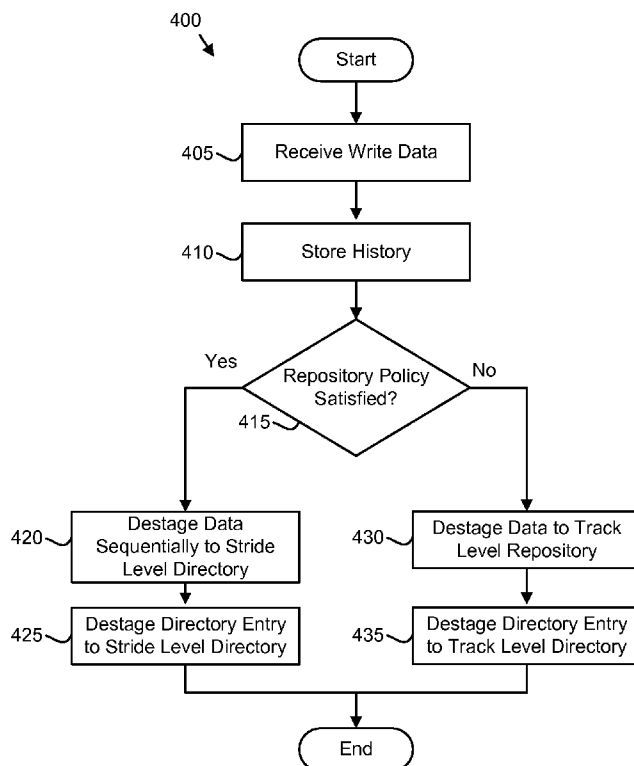 400
Start
405
Receive Write Data
410
Store History
Yes
Repository Policy
Satisfied?
No
415
420
Destage Data
Sequentially to Stride
Level Directory
430
Destage Data to Track
Level Repository
425
Destage Directory Entry
to Stride Level Directory
435
Destage Directory Entry
to Track Level Directory
End